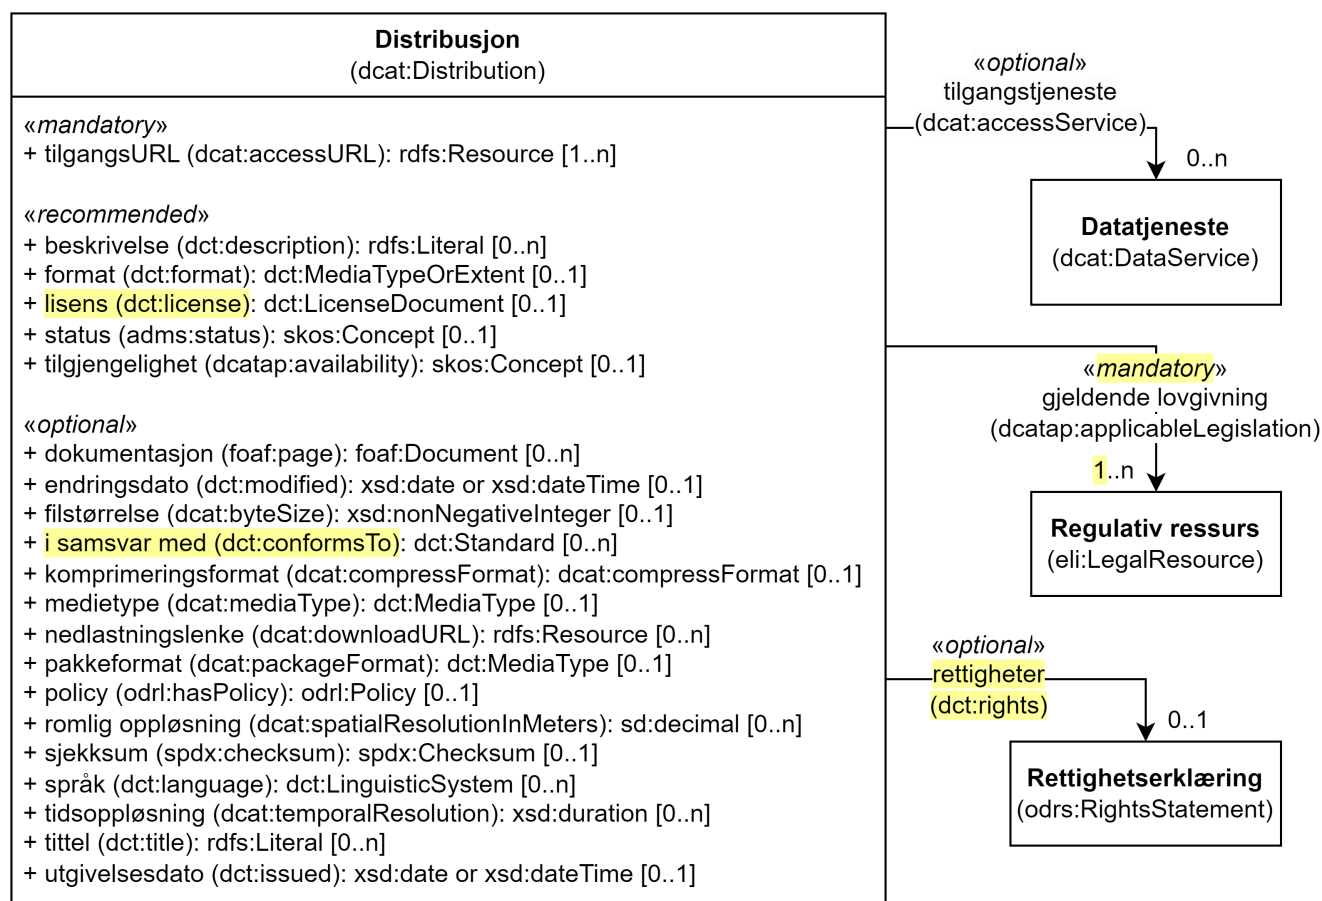 Distribusjon
(dcat:Distribution)
«mandatory»
+ tilgangsURL (dcat:accessURL): rdfs:Resource [1..n]
«recommended»
+ beskrivelse (dct:description): rdfs:Literal [0..n]
+ format (dct:format): dct:MediaTypeOrExtent [0..1]
+ lisens (dct:license): dct:LicenseDocument [0..1]
+ status (adms:status): skos:Concept [0..1]
+ tilgjengelighet (dcatap:availability): skos:Concept [0..1]
«optional»
+ dokumentasjon (foaf:page): foaf:Document [0..n]
+ endringsdato (dct:modified): xsd:date or xsd:dateTime [0..1]
+ filstørrelse (dcat:byteSize): xsd:nonNegativeInteger [0..1]
+ i samsvar med (dct:conformsTo): dct:Standard [0..n]
+ komprimeringsformat (dcat:compressFormat): dcat:compressFormat [0..1]
+ medietype (dcat:mediaType): dct:MediaType [0..1]
+ nedlastningslenke (dcat:downloadURL): rdfs:Resource [0..n]
+ pakkeformat (dcat:packageFormat): dct:MediaType [0..1]
+ policy (odrl:hasPolicy): odrl:Policy [0..1]
+ romlig oppløsning (dcat:spatialResolutionInMeters): sd:decimal [0..n]
+ sjekksum (spdx:checksum): spdx:Checksum [0..1]
+ språk (dct:language): dct:LinguisticSystem [0..n]
+ tidsoppløsning (dcat:temporalResolution): xsd:duration [0..n]
+ tittel (dct:title): rdfs:Literal [0..n]
+ utgivelsesdato (dct:issued): xsd:date or xsd:dateTime [0..1]
«optional»
tilgangstjeneste
(dcat:accessService)
0..n
Datatjeneste
(dcat:DataService)
«mandatory»
gjeldende lovgivning
(dcatap:applicableLegislation)
1..n
Regulativ ressurs
(eli:LegalResource)
«optional»
rettigheter
(dct:rights)
0..1
Rettighetserklæring
(odrs:RightsStatement)